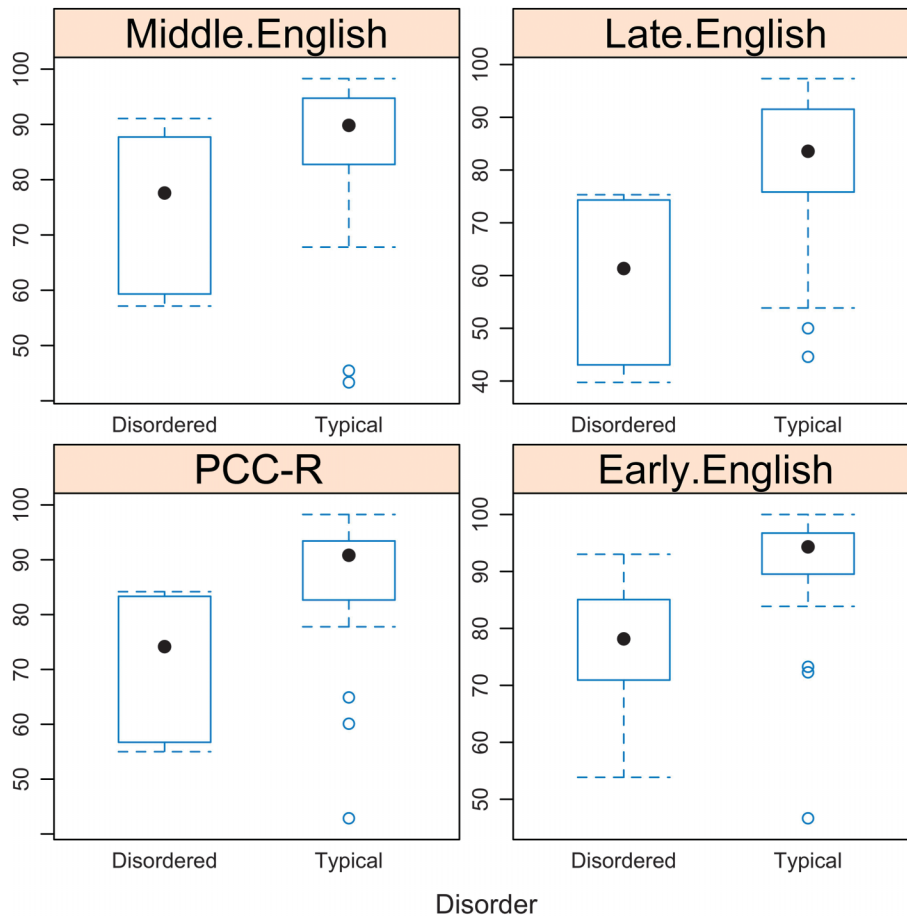 Middle.English
Late.English
100
90
80
70
60
50
Disordered
Typical
100
90
80
70
60
50
40
Disordered
Typical
PCC-R
Early.English
100
90
80
70
60
50
Disordered
Typical
100
90
80
70
60
50
Disordered
Typical
Disorder